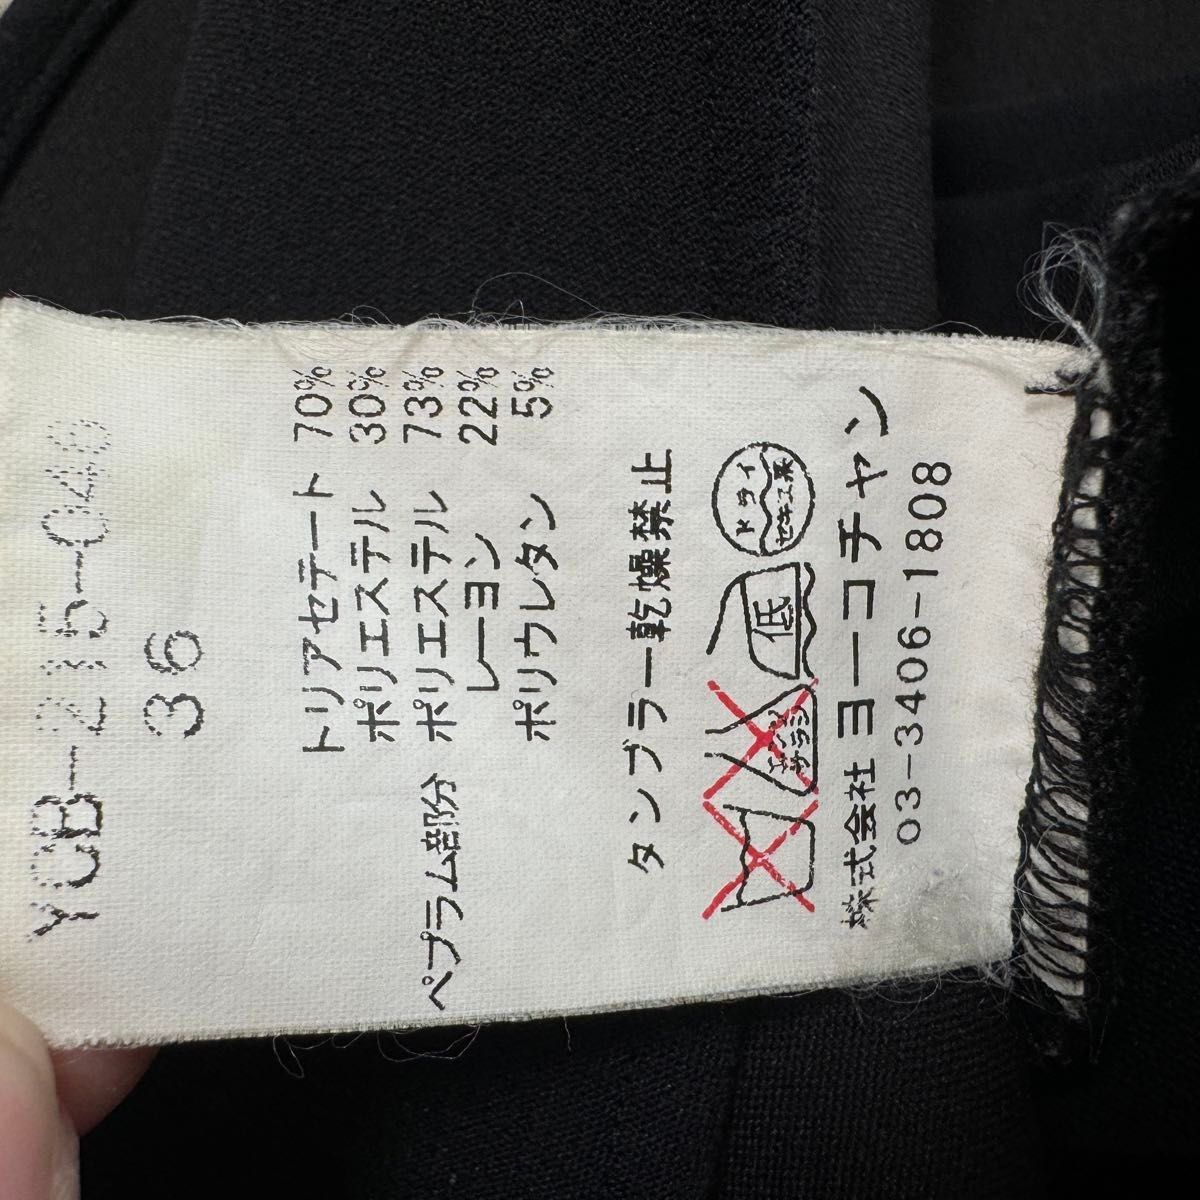 YCB-215-048
36
トリアセテート 70%
ポリエステル 30%
ペプラム部分 ポリエステル 73%
レーヨン 22%
ポリウレタン 5%
タンブラー乾燥禁止
エンソ サラシ 低 ドライ セキユ系
株式会社 ヨーコチャン
03-3406-1808